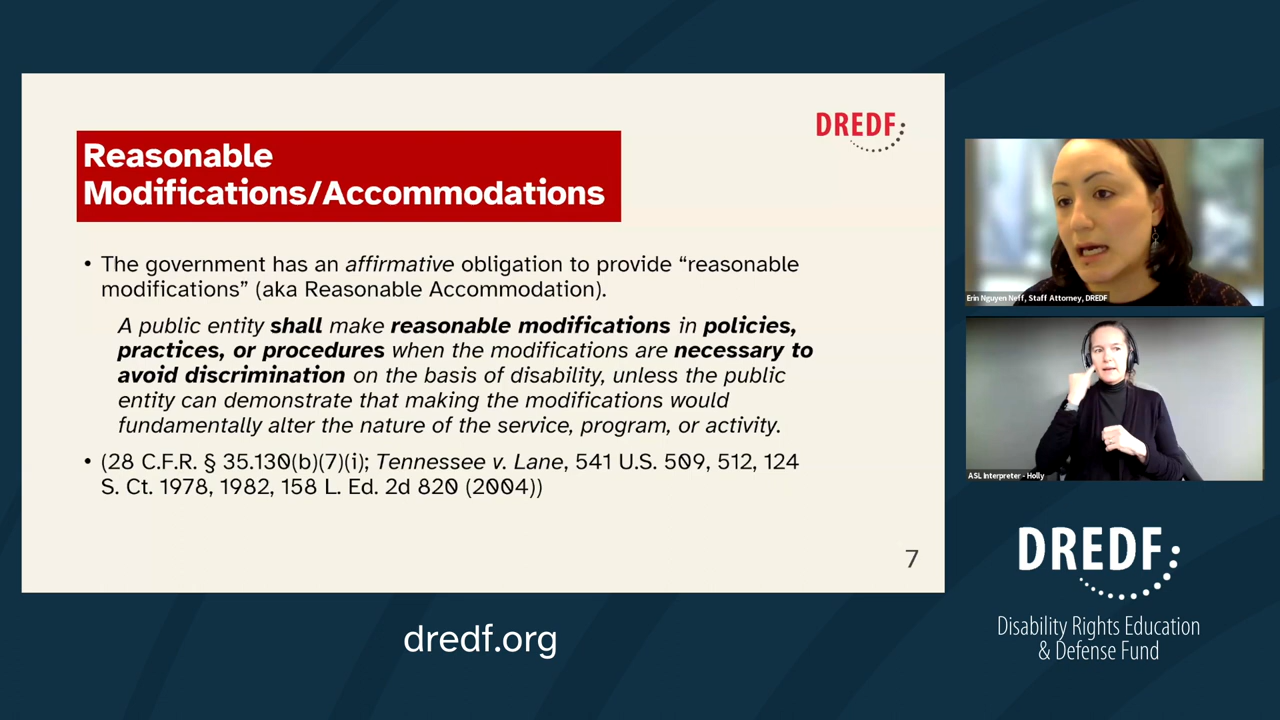 DREDF
Reasonable
Modifications/Accommodations
• The government has an affirmative obligation to provide “reasonable
modifications” (aka Reasonable Accommodation).
A public entity shall make reasonable modifications in policies,
practices, or procedures when the modifications are necessary to
avoid discrimination on the basis of disability, unless the public
entity can demonstrate that making the modifications would
fundamentally alter the nature of the service, program, or activity.
• (28 C.F.R. § 35.130(b)(7)(i); Tennessee v. Lane, 541 U.S. 509, 512, 124
S. Ct. 1978, 1982, 158 L. Ed. 2d 820 (2004))
7
Erin Nguyen Neff, Staff Attorney, DREDF
ASL Interpreter - Holly
DREDF
Disability Rights Education
& Defense Fund
dredf.org